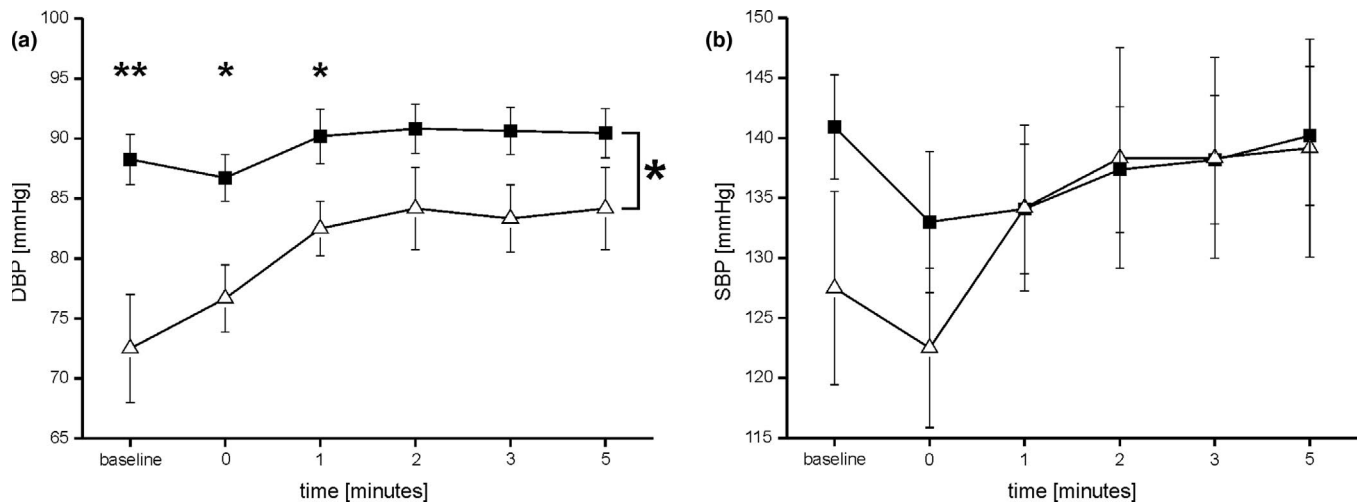 (a)
100
95
90
85
80
75
70
65
DBP [mmHg]
** * *
*
baseline 0 1 2 3 5
time [minutes]
(b)
150
145
140
135
130
125
120
115
SBP [mmHg]
baseline 0 1 2 3 5
time [minutes]